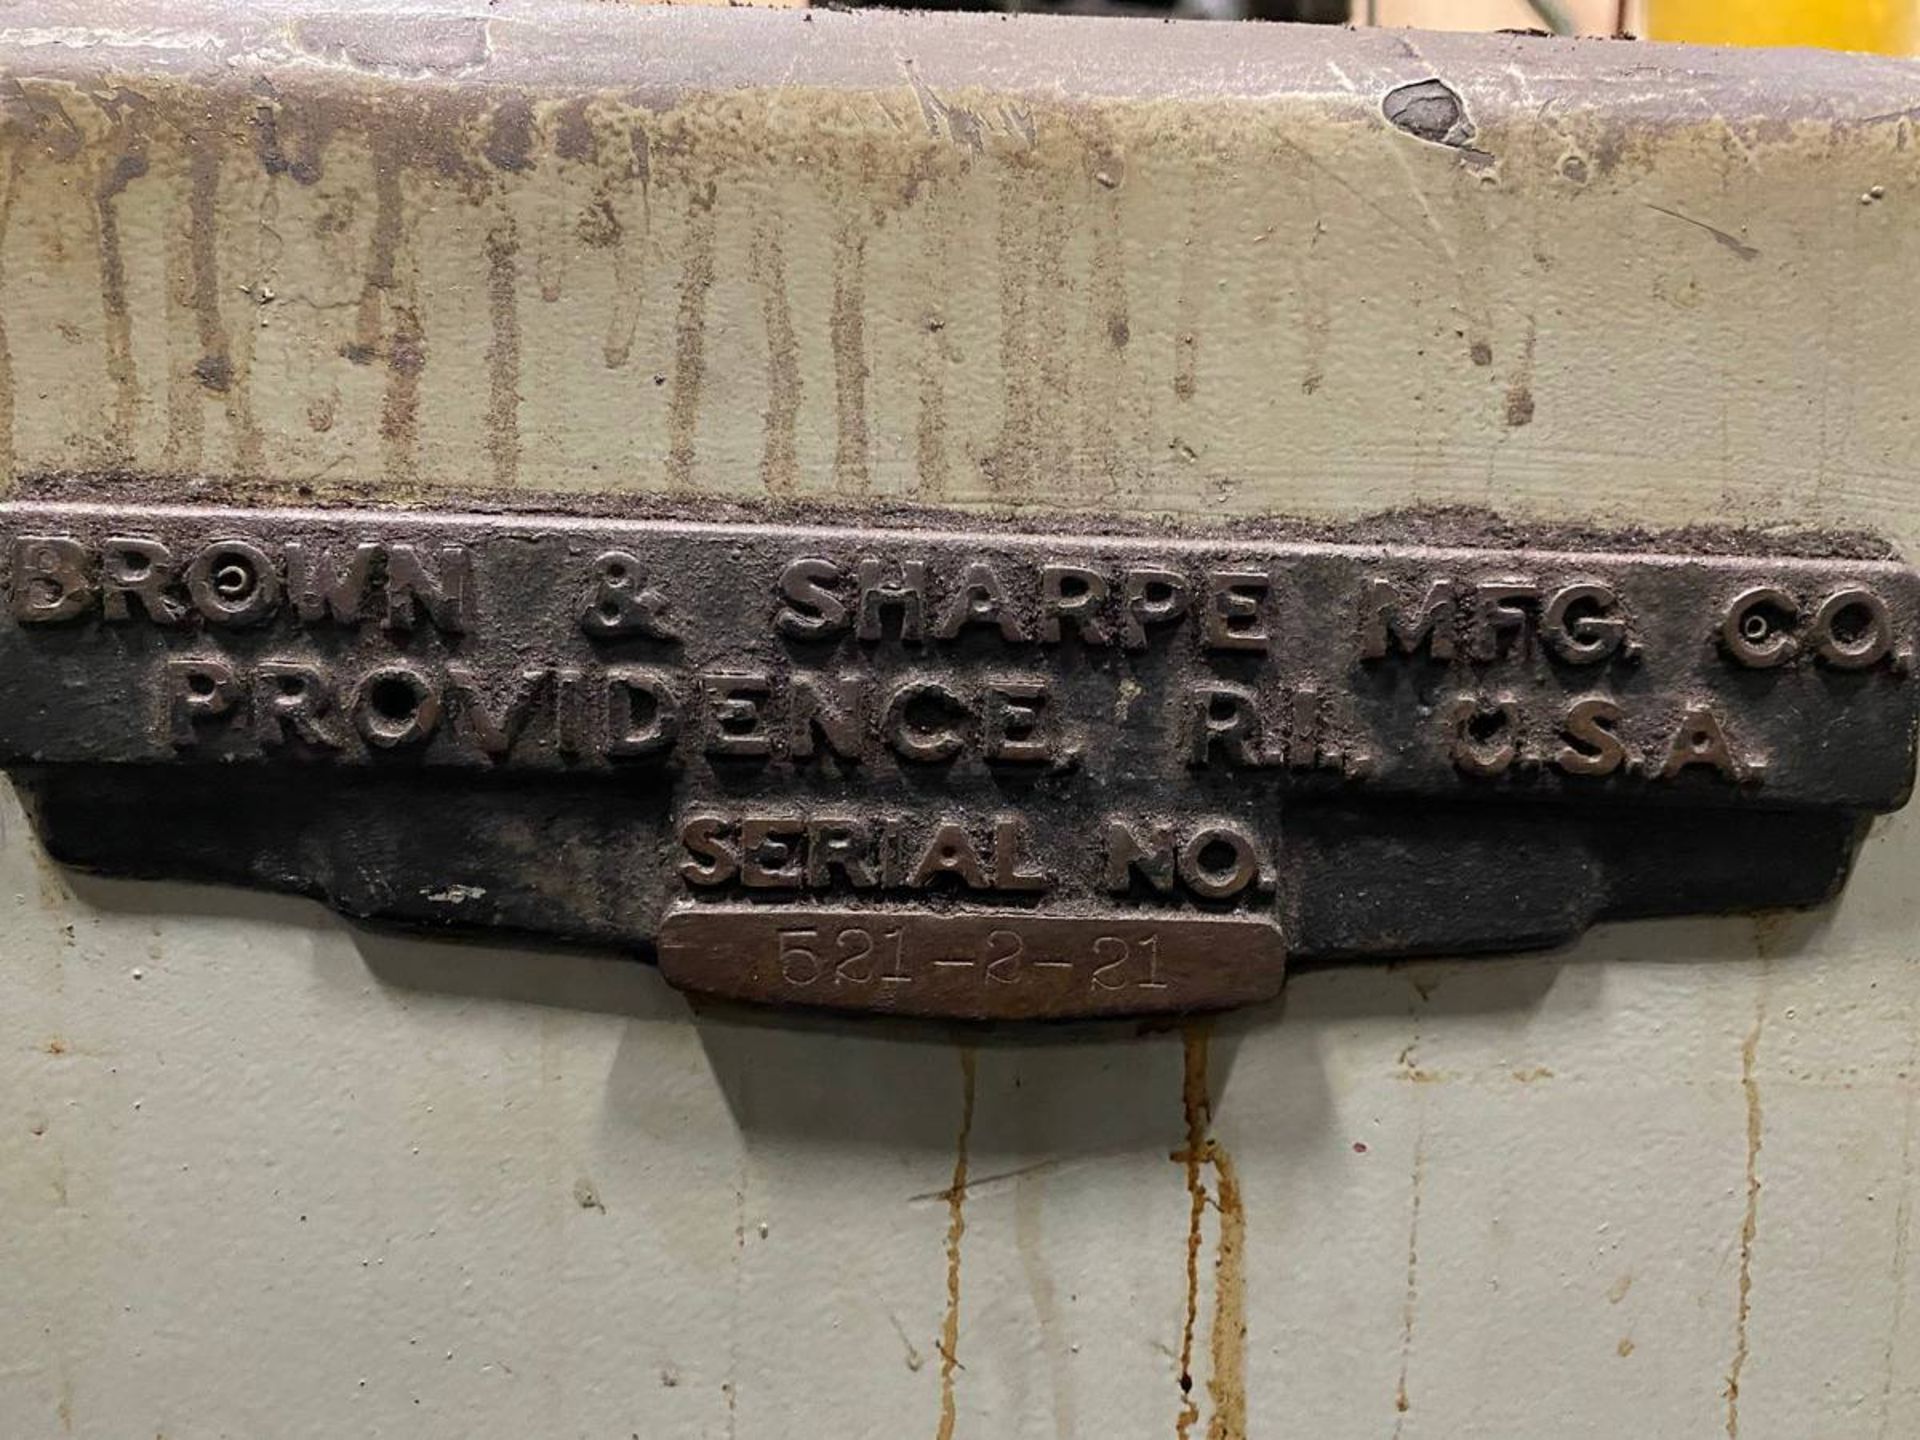 BROWN & SHARPE MFG. CO.
PROVIDENCE, R.I. U.S.A.
SERIAL NO.
521-2-21